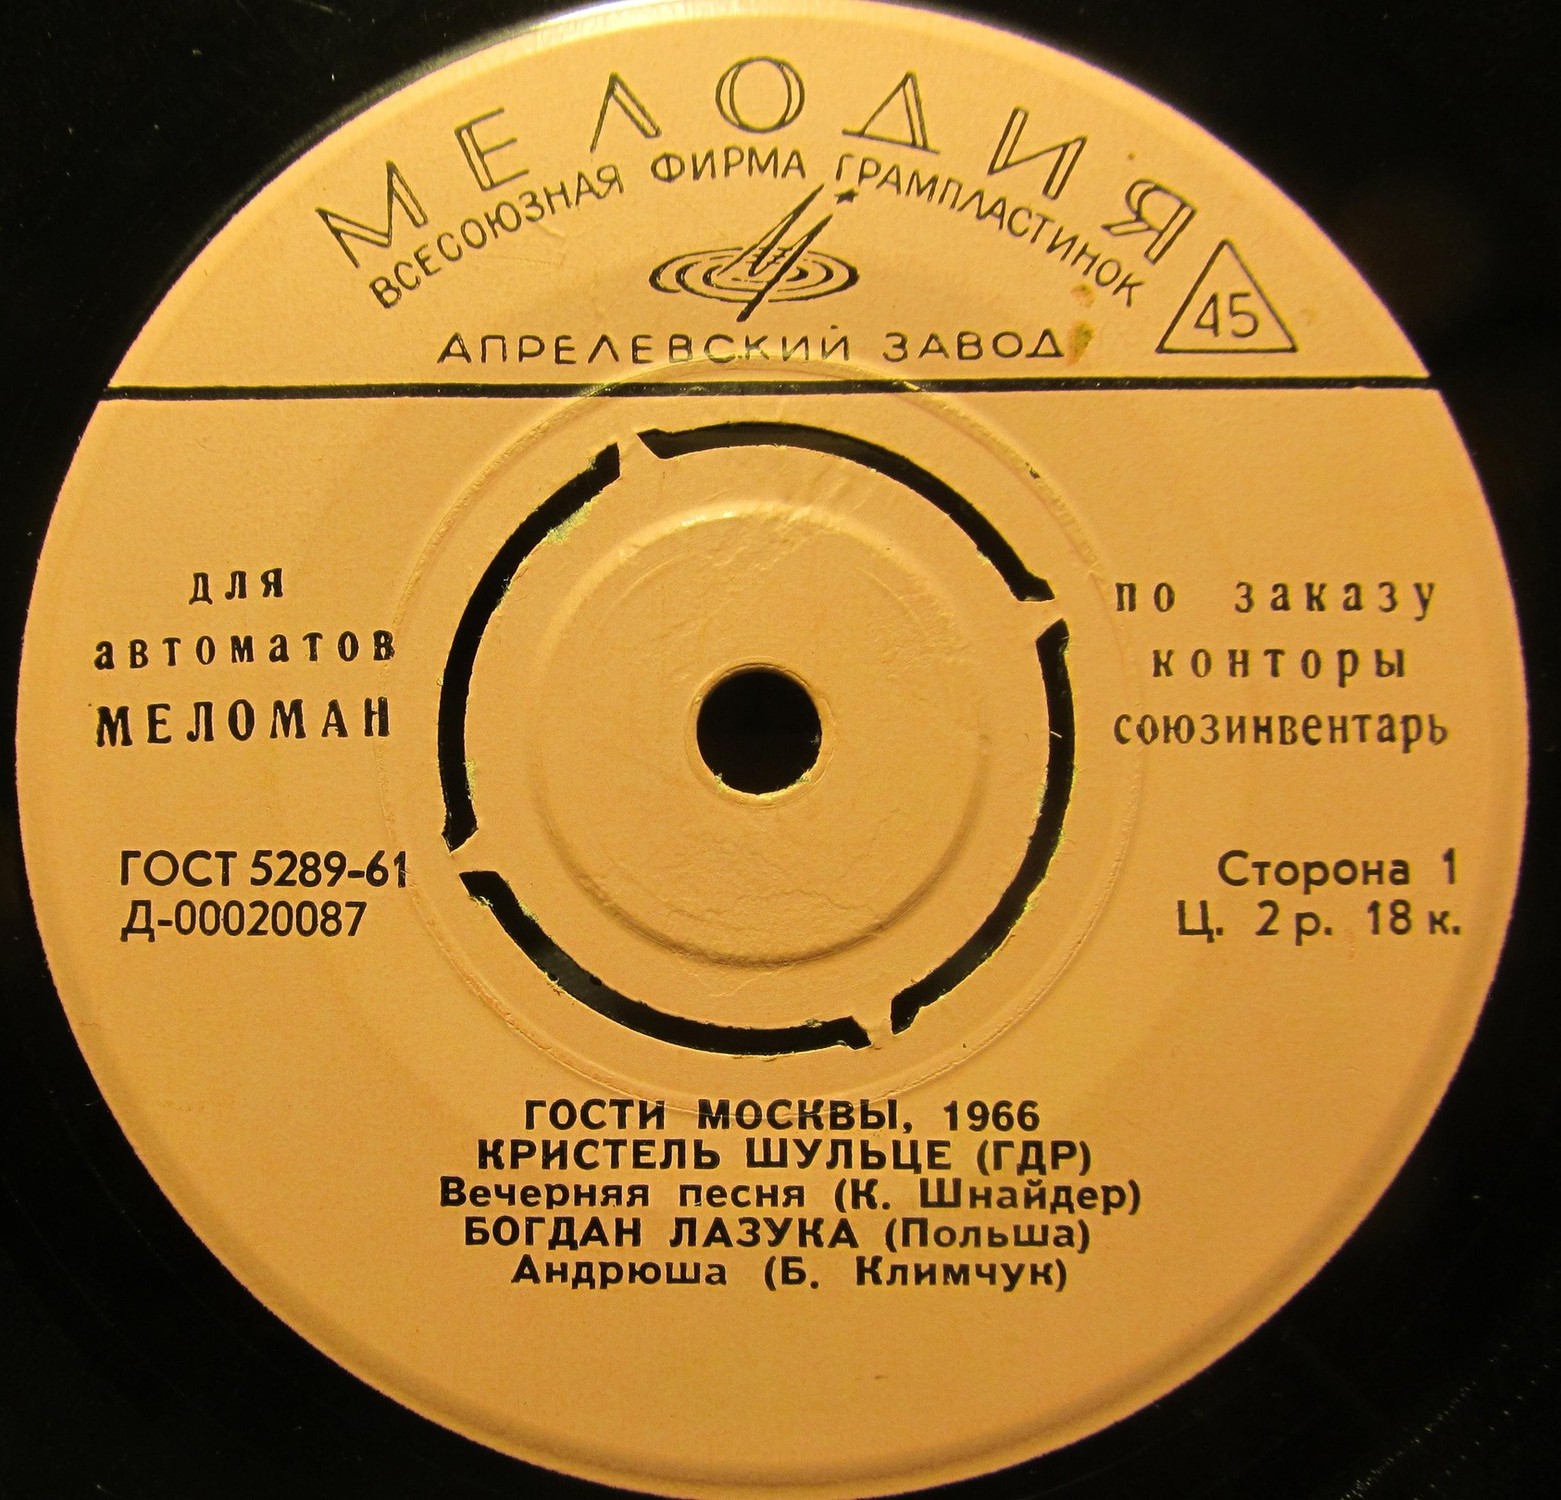 МЕЛОДИЯ
ВСЕСОЮЗНАЯ ФИРМА ГРАМПЛАСТИНОК
45
АПРЕЛЕВСКИЙ ЗАВОД
для
автоматов
МЕЛОМАН
по заказу
конторы
союзинвентарь
ГОСТ 5289-61
Д-00020087
Сторона 1
Ц. 2 р. 18 к.
ГОСТИ МОСКВЫ, 1966
КРИСТЕЛЬ ШУЛЬЦЕ (ГДР)
Вечерняя песня (К. Шнайдер)
БОГДАН ЛАЗУКА (Польша)
Андрюша (Б. Климчук)